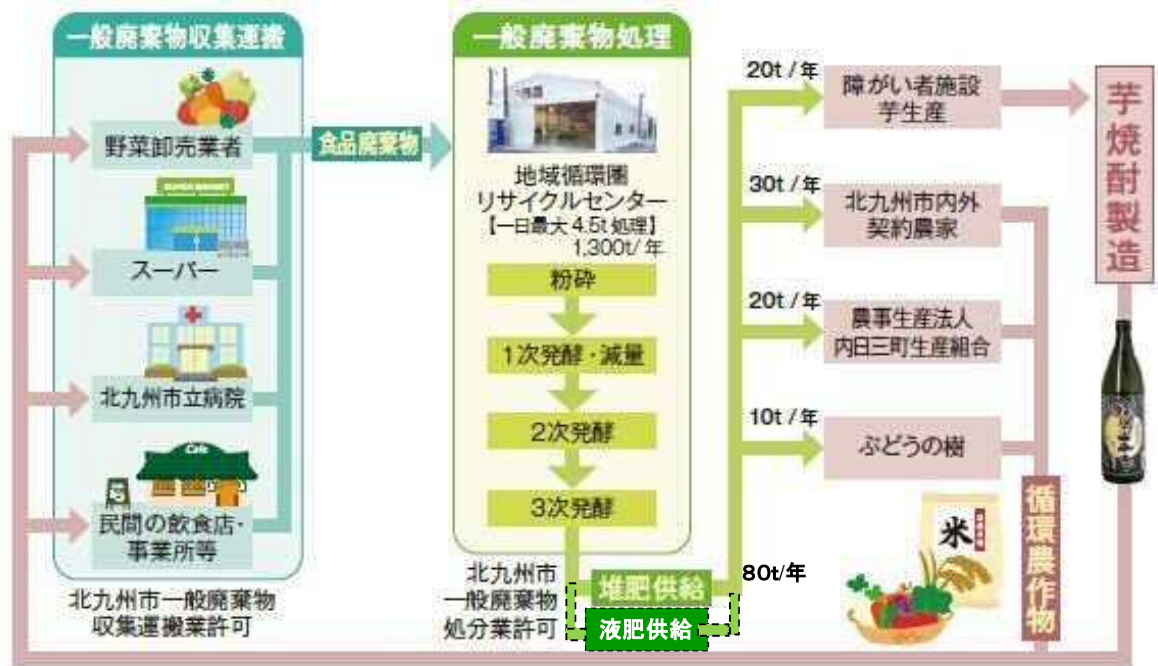 一般廃棄物収集運搬
野菜卸売業者
SUPER MARKET
スーパー
北九州市立病院
Cafe
民間の飲食店・
事業所等
北九州市一般廃棄物
収集運搬業許可
食品廃棄物
一般廃棄物処理
地域循環圏
リサイクルセンター
【一日最大 4.5t 処理】
1,300t/ 年
粉砕
1次発酵・減量
2次発酵
3次発酵
北九州市
一般廃棄物
処分業許可
堆肥供給
液肥供給
80t/年
20t /年
障がい者施設
芋生産
30t /年
北九州市内外
契約農家
20t /年
農事生産法人
内日三町生産組合
10t /年
ぶどうの樹
米
循環農作物
芋焼酎製造